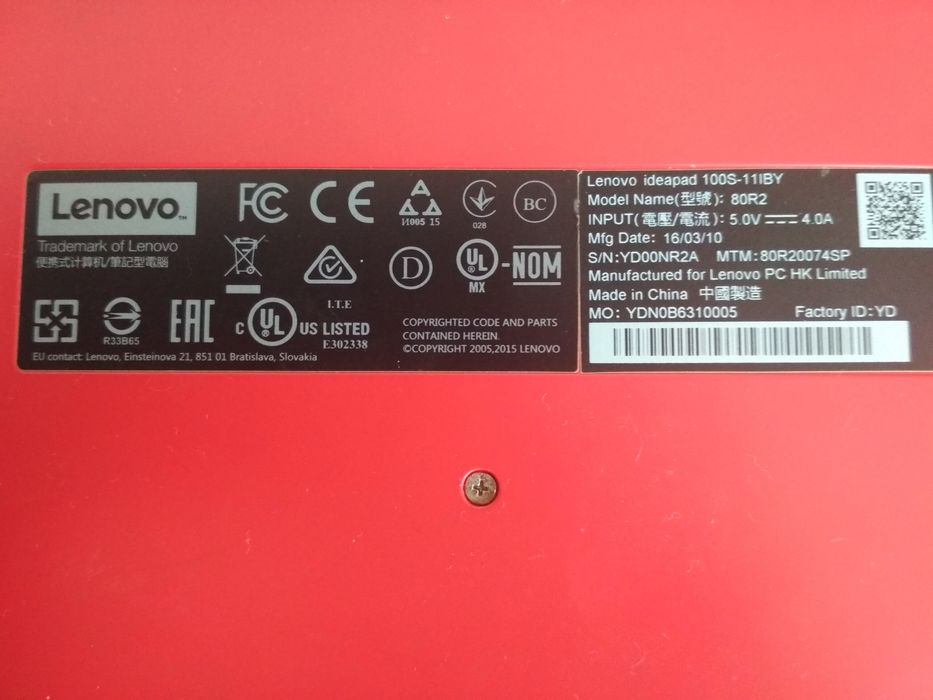 Lenovo™
Trademark of Lenovo
便携式计算机/筆記型電腦
FC CE
И005 15
028
BC
D
UL
MX
-NOM
R33B65
EAC
I.T.E
C UL US LISTED
E302338
COPYRIGHTED CODE AND PARTS
CONTAINED HEREIN.
©COPYRIGHT 2005,2015 LENOVO
EU contact: Lenovo, Einsteinova 21, 851 01 Bratislava, Slovakia
Lenovo ideapad 100S-11IBY
Model Name(型號): 80R2
INPUT(電壓/電流): 5.0V 4.0A
Mfg Date: 16/03/10
S/N:YD00NR2A MTM: 80R20074SP
Manufactured for Lenovo PC HK Limited
Made in China 中國製造
MO: YDN0B6310005 Factory ID:YD